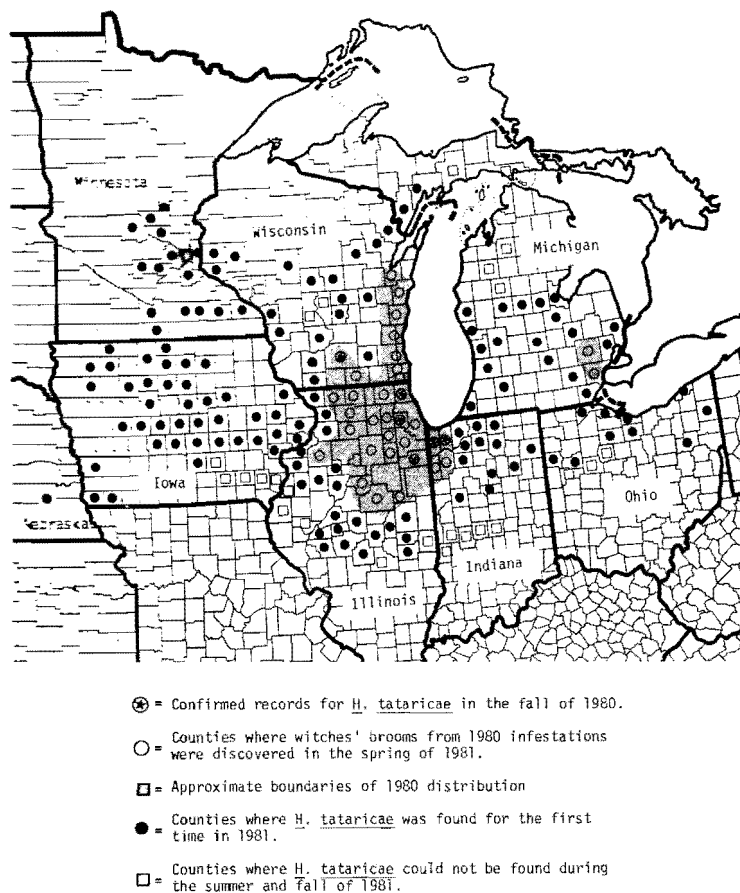 Minnesota
Wisconsin
Michigan
Iowa
Nebraska
Ohio
Indiana
Illinois
= Confirmed records for H. tataricae in the fall of 1980.
= Counties where witches' brooms from 1980 infestations
were discovered in the spring of 1981.
= Approximate boundaries of 1980 distribution
= Counties where H. tataricae was found for the first
time in 1981.
= Counties where H. tataricae could not be found during
the summer and fall of 1981.